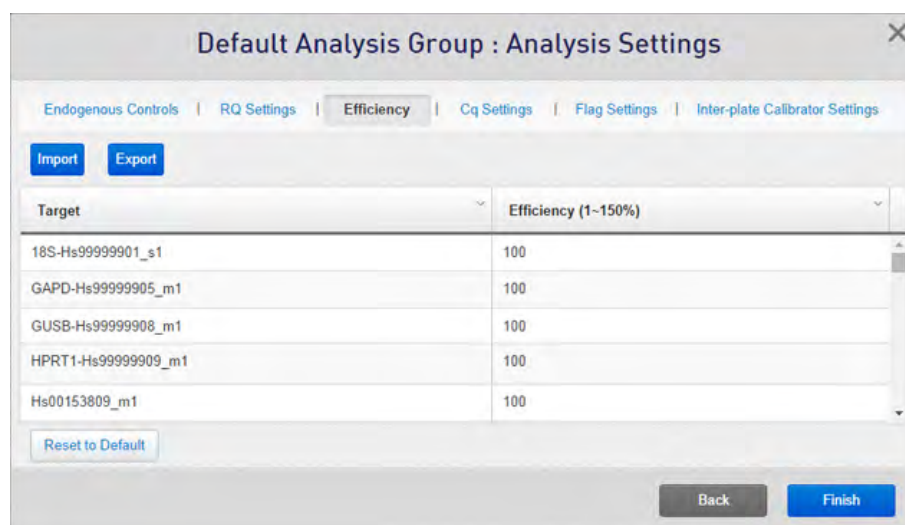 Default Analysis Group : Analysis Settings
Endogenous Controls | RQ Settings | Efficiency | Cq Settings | Flag Settings | Inter-plate Calibrator Settings
Import Export
Target Efficiency (1~150%)
18S-Hs99999901_s1 100
GAPD-Hs99999905_m1 100
GUSB-Hs99999908_m1 100
HPRT1-Hs99999909_m1 100
Hs00153809_m1 100
Reset to Default
Back Finish